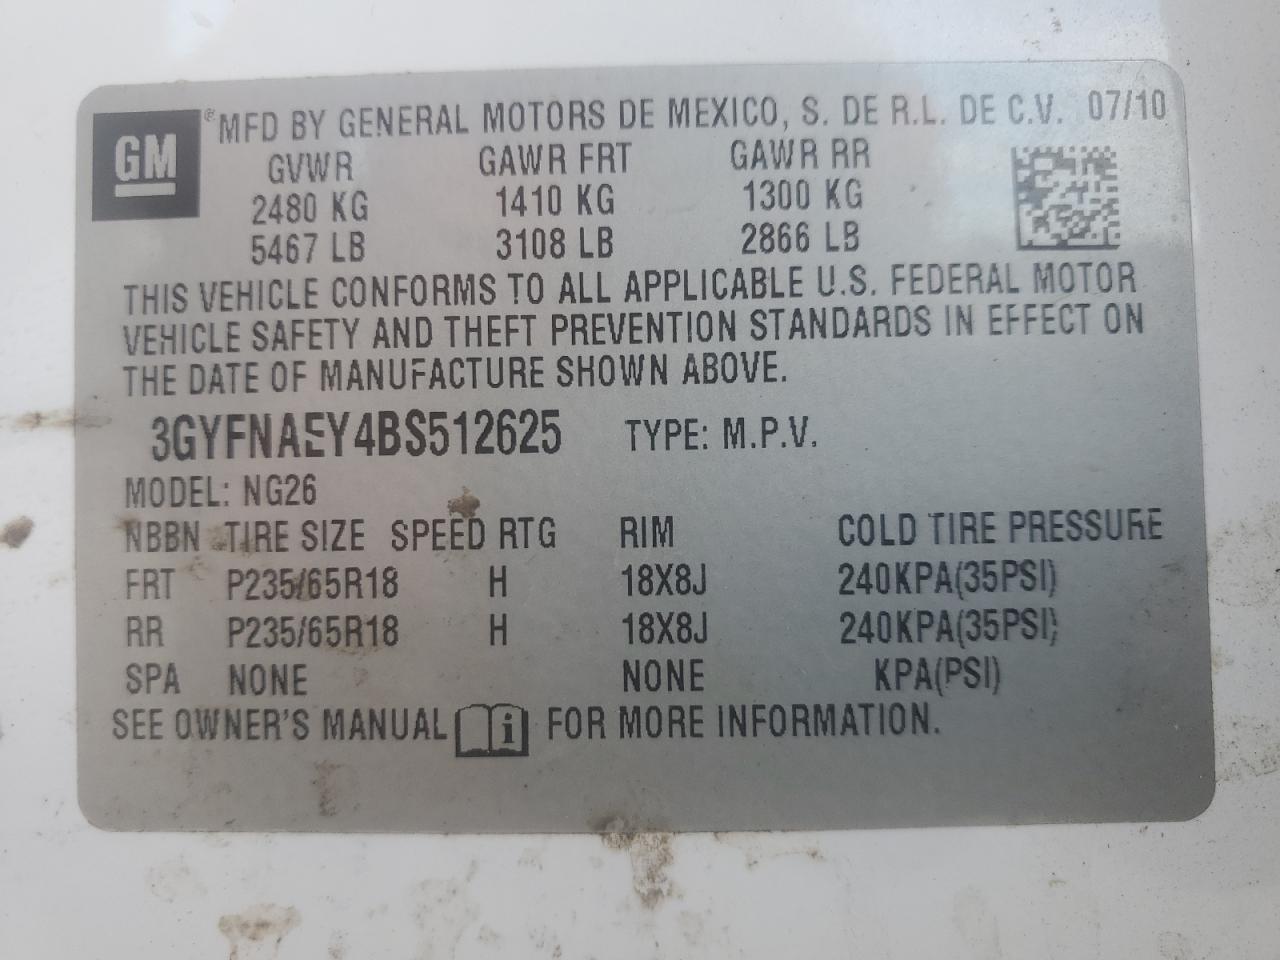 GM ® MFD BY GENERAL MOTORS DE MEXICO, S. DE R.L. DE C.V. 07/10
GVWR GAWR FRT GAWR RR
2480 KG 1410 KG 1300 KG
5467 LB 3108 LB 2866 LB
THIS VEHICLE CONFORMS TO ALL APPLICABLE U.S. FEDERAL MOTOR
VEHICLE SAFETY AND THEFT PREVENTION STANDARDS IN EFFECT ON
THE DATE OF MANUFACTURE SHOWN ABOVE.
3GYFNAEY4BS512625 TYPE: M.P.V.
MODEL: NG26
NBBN TIRE SIZE SPEED RTG RIM COLD TIRE PRESSURE
FRT P235/65R18 H 18X8J 240KPA(35PSI)
RR P235/65R18 H 18X8J 240KPA(35PSI)
SPA NONE NONE KPA(PSI)
SEE OWNER'S MANUAL i FOR MORE INFORMATION.